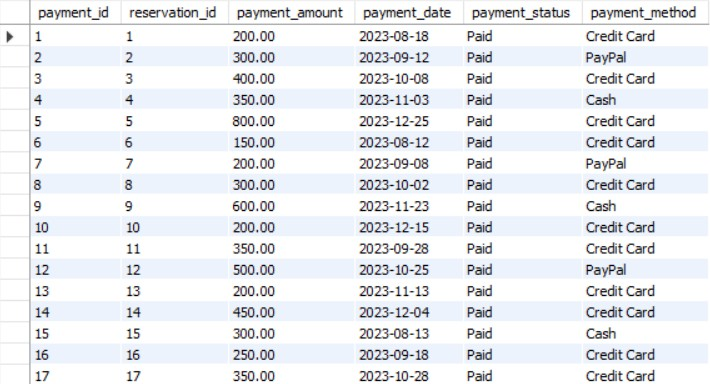 payment_id reservation_id payment_amount payment_date payment_status payment_method
1 1 200.00 2023-08-18 Paid Credit Card
2 2 300.00 2023-09-12 Paid PayPal
3 3 400.00 2023-10-08 Paid Credit Card
4 4 350.00 2023-11-03 Paid Cash
5 5 800.00 2023-12-25 Paid Credit Card
6 6 150.00 2023-08-12 Paid Credit Card
7 7 200.00 2023-09-08 Paid PayPal
8 8 300.00 2023-10-02 Paid Credit Card
9 9 600.00 2023-11-23 Paid Cash
10 10 200.00 2023-12-15 Paid Credit Card
11 11 350.00 2023-09-28 Paid Credit Card
12 12 500.00 2023-10-25 Paid PayPal
13 13 200.00 2023-11-13 Paid Credit Card
14 14 450.00 2023-12-04 Paid Credit Card
15 15 300.00 2023-08-13 Paid Cash
16 16 250.00 2023-09-18 Paid Credit Card
17 17 350.00 2023-10-28 Paid Credit Card